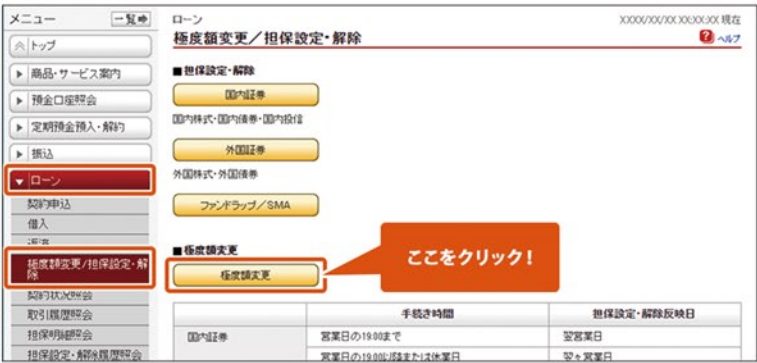 メニュー
一覧
トップ
商品・サービス案内
預金口座照会
定期預金預入・解約
振込
ローン
契約申込
借入
返済
極度額変更/担保設定・解
除
契約状況照会
取引履歴照会
担保明細照会
担保設定・解除履歴照会
ローン
XXXX/XX/XX XX:XX:XX 現在
極度額変更/担保設定・解除
ヘルプ
■担保設定・解除
国内証券
国内株式・国内債券・国内投信
外国証券
外国株式・外国債券
ファンドラップ/SMA
■極度額変更
極度額変更
ここをクリック!
手続き時間
担保設定・解除反映日
国内証券
営業日の19:00まで
翌営業日
営業日の19:00以降または休業日
翌々営業日